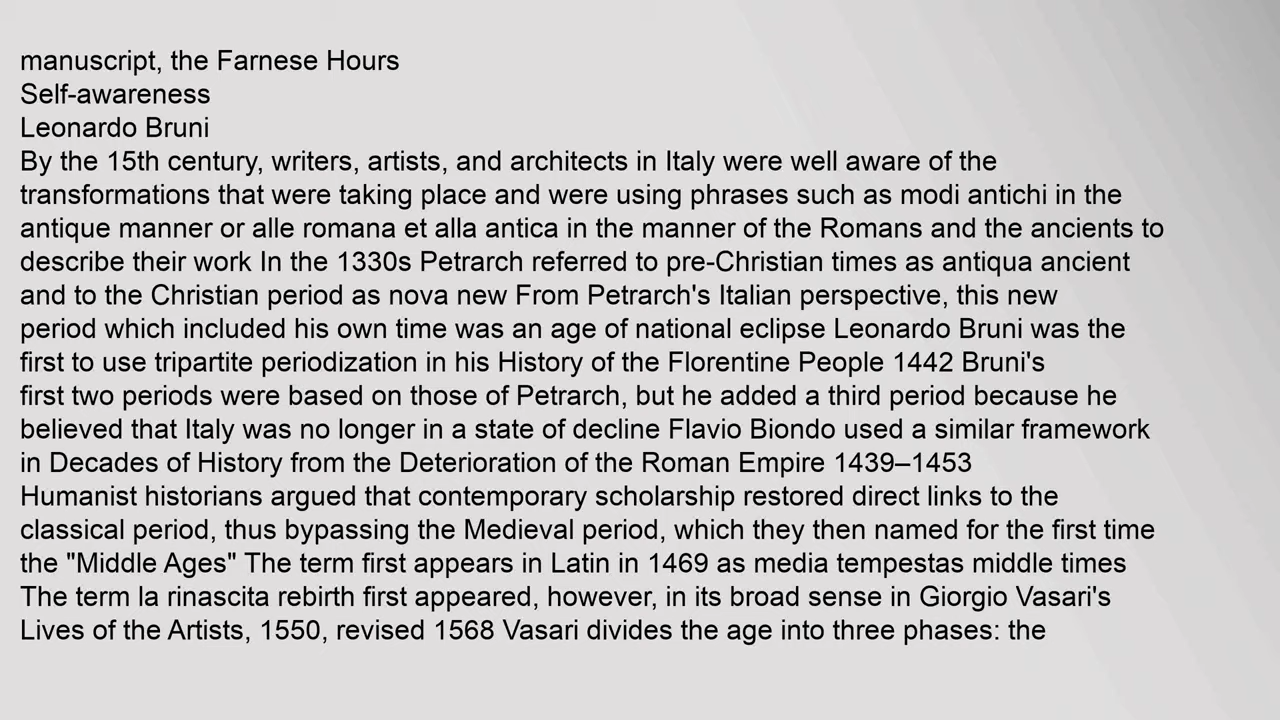 manuscript, the Farnese Hours
Self-awareness
Leonardo Bruni
By the 15th century, writers, artists, and architects in Italy were well aware of the
transformations that were taking place and were using phrases such as modi antichi in the
antique manner or alle romana et alla antica in the manner of the Romans and the ancients to
describe their work In the 1330s Petrarch referred to pre-Christian times as antiqua ancient
and to the Christian period as nova new From Petrarch's Italian perspective, this new
period which included his own time was an age of national eclipse Leonardo Bruni was the
first to use tripartite periodization in his History of the Florentine People 1442 Bruni's
first two periods were based on those of Petrarch, but he added a third period because he
believed that Italy was no longer in a state of decline Flavio Biondo used a similar framework
in Decades of History from the Deterioration of the Roman Empire 1439–1453
Humanist historians argued that contemporary scholarship restored direct links to the
classical period, thus bypassing the Medieval period, which they then named for the first time
the "Middle Ages" The term first appears in Latin in 1469 as media tempestas middle times
The term la rinascita rebirth first appeared, however, in its broad sense in Giorgio Vasari's
Lives of the Artists, 1550, revised 1568 Vasari divides the age into three phases: the